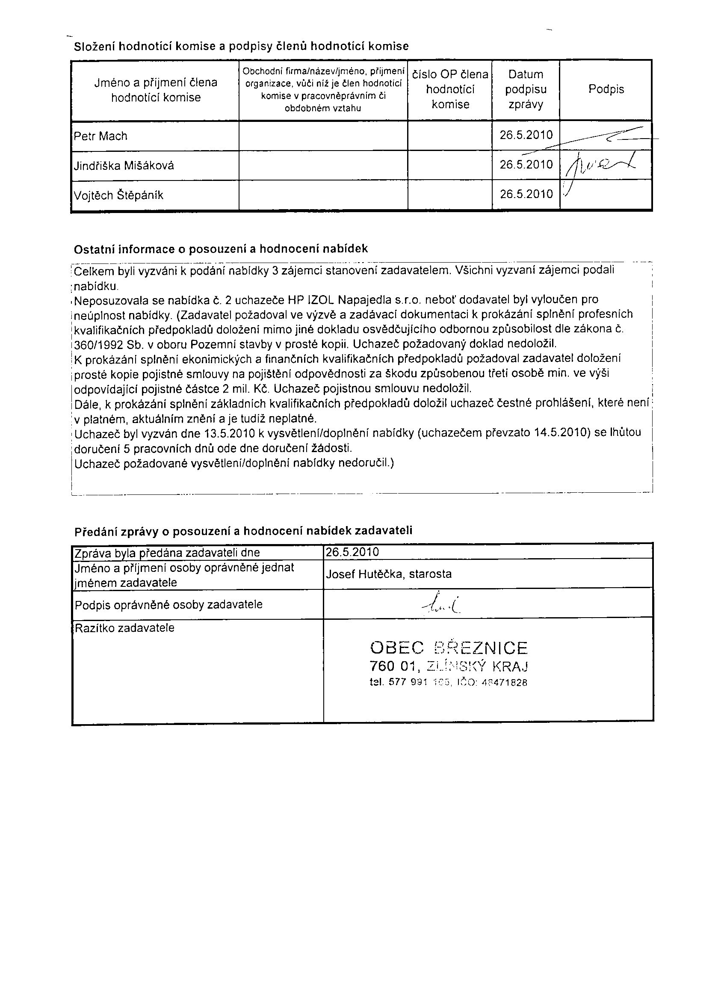 Složení hodnotící komise a podpisy členů hodnotící komise
Jméno a příjmení člena
hodnotící komise
Obchodní firma/název/jméno, příjmení
organizace, vůči níž je člen hodnotící
komise v pracovněprávním či
obdobném vztahu
číslo OP člena
hodnotící
komise
Datum
podpisu
zprávy
Podpis
Petr Mach
26.5.2010
Jindřiška Mišáková
26.5.2010
Vojtěch Štěpáník
26.5.2010
Ostatní informace o posouzení a hodnocení nabídek
Celkem byli vyzváni k podání nabídky 3 zájemci stanovení zadavatelem. Všichni vyzvaní zájemci podali
nabídku.
Neposuzovala se nabídka č. 2 uchazeče HP IZOL Napajedla s.r.o. neboť dodavatel byl vyloučen pro
neúplnost nabídky. (Zadavatel požadoval ve výzvě a zadávací dokumentaci k prokázání splnění profesních
kvalifikačních předpokladů doložení mimo jiné dokladu osvědčujícího odbornou způsobilost dle zákona č.
360/1992 Sb. v oboru Pozemní stavby v prosté kopii. Uchazeč požadovaný doklad nedoložil.
K prokázání splnění ekonimických a finančních kvalifikačních předpokladů požadoval zadavatel doložení
prosté kopie pojistné smlouvy na pojištění odpovědnosti za škodu způsobenou třetí osobě min. ve výši
odpovídající pojistné částce 2 mil. Kč. Uchazeč pojistnou smlouvu nedoložil.
Dále, k prokázání splnění základních kvalifikačních předpokladů doložil uchazeč čestné prohlášení, které není
v platném, aktuálním znění a je tudíž neplatné.
Uchazeč byl vyzván dne 13.5.2010 k vysvětlení/doplnění nabídky (uchazečem převzato 14.5.2010) se lhůtou
doručení 5 pracovních dnů ode dne doručení žádosti.
Uchazeč požadované vysvětlení/doplnění nabídky nedoručil.)
Předání zprávy o posouzení a hodnocení nabídek zadavateli
Zpráva byla předána zadavateli dne
26.5.2010
Jméno a příjmení osoby oprávněné jednat
jménem zadavatele
Josef Hutěčka, starosta
Podpis oprávněné osoby zadavatele
Razítko zadavatele
OBEC BŘEZNICE
760 01, ZLÍNSKÝ KRAJ
tel. 577 991 IČO: